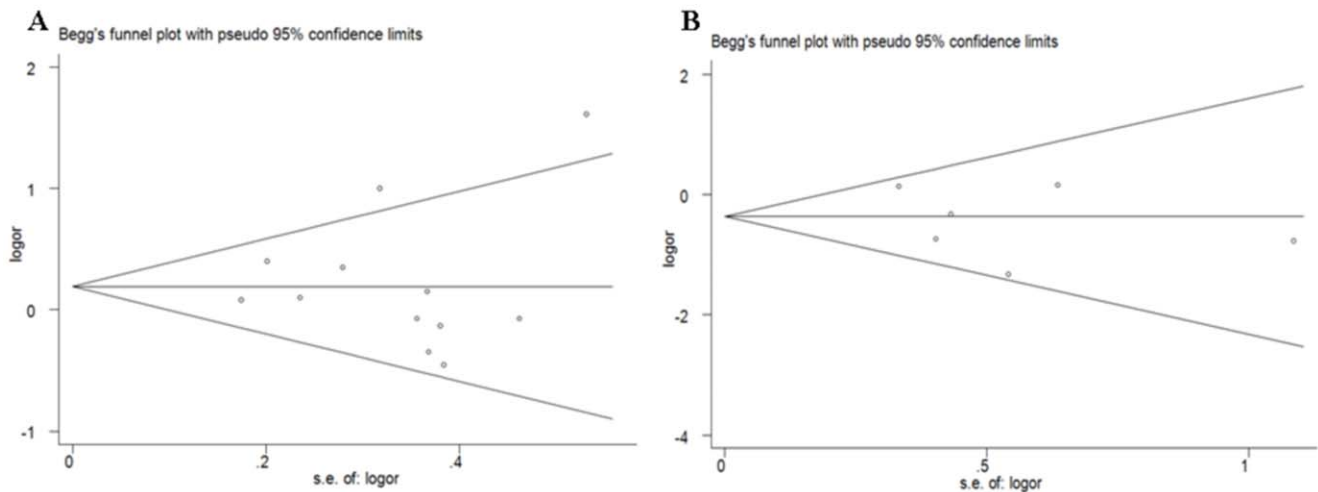 A
Begg's funnel plot with pseudo 95% confidence limits
2
1
0
-1
logor
0
.2
.4
s.e. of: logor
B
Begg's funnel plot with pseudo 95% confidence limits
2
0
-2
-4
logor
0
.5
1
s.e. of: logor